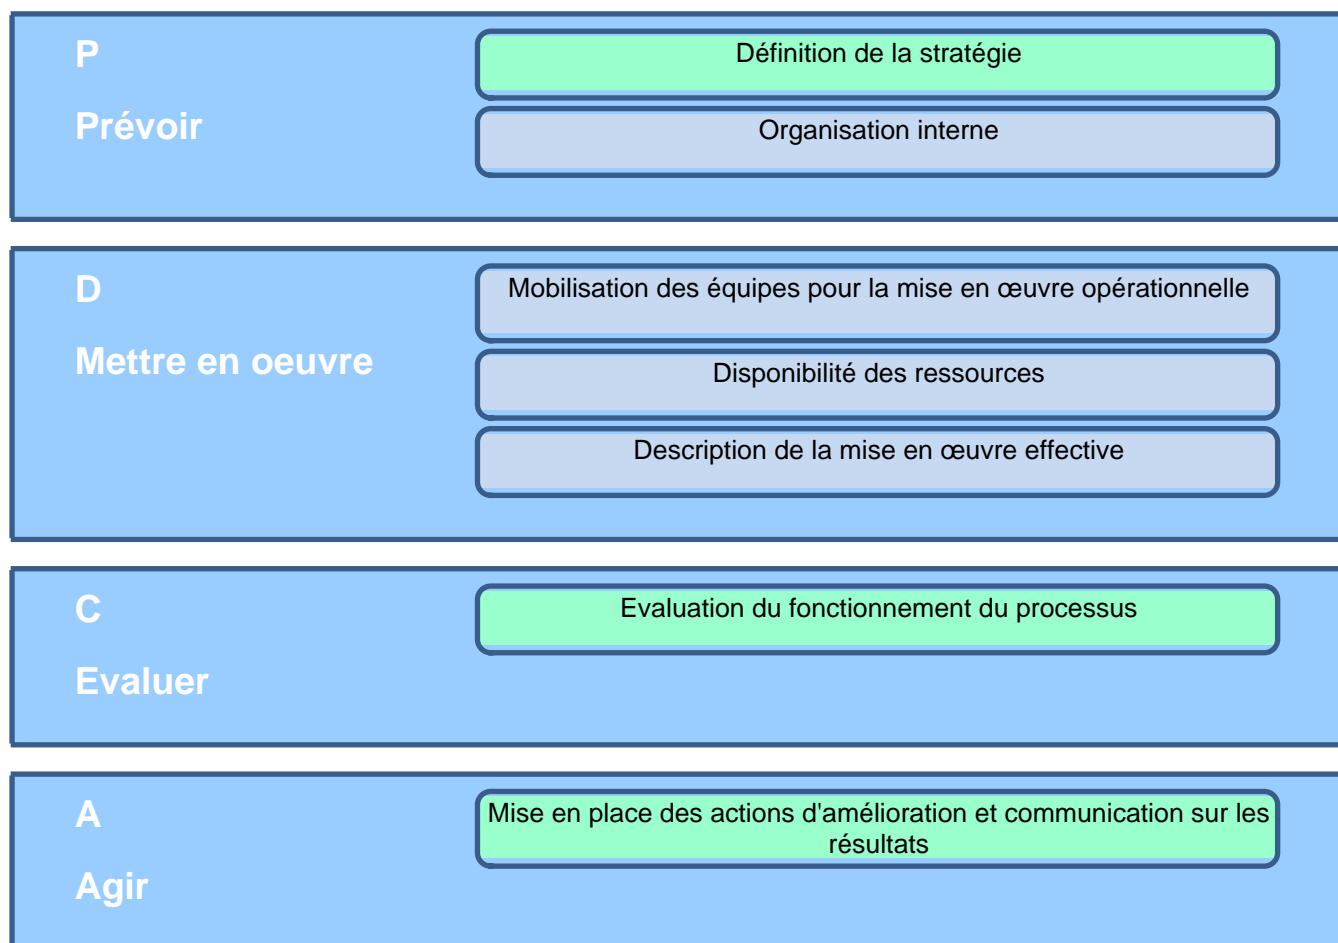 P
Prévoir
Définition de la stratégie
Organisation interne
D
Mettre en oeuvre
Mobilisation des équipes pour la mise en œuvre opérationnelle
Disponibilité des ressources
Description de la mise en œuvre effective
C
Evaluer
Evaluation du fonctionnement du processus
A
Agir
Mise en place des actions d'amélioration et communication sur les
résultats